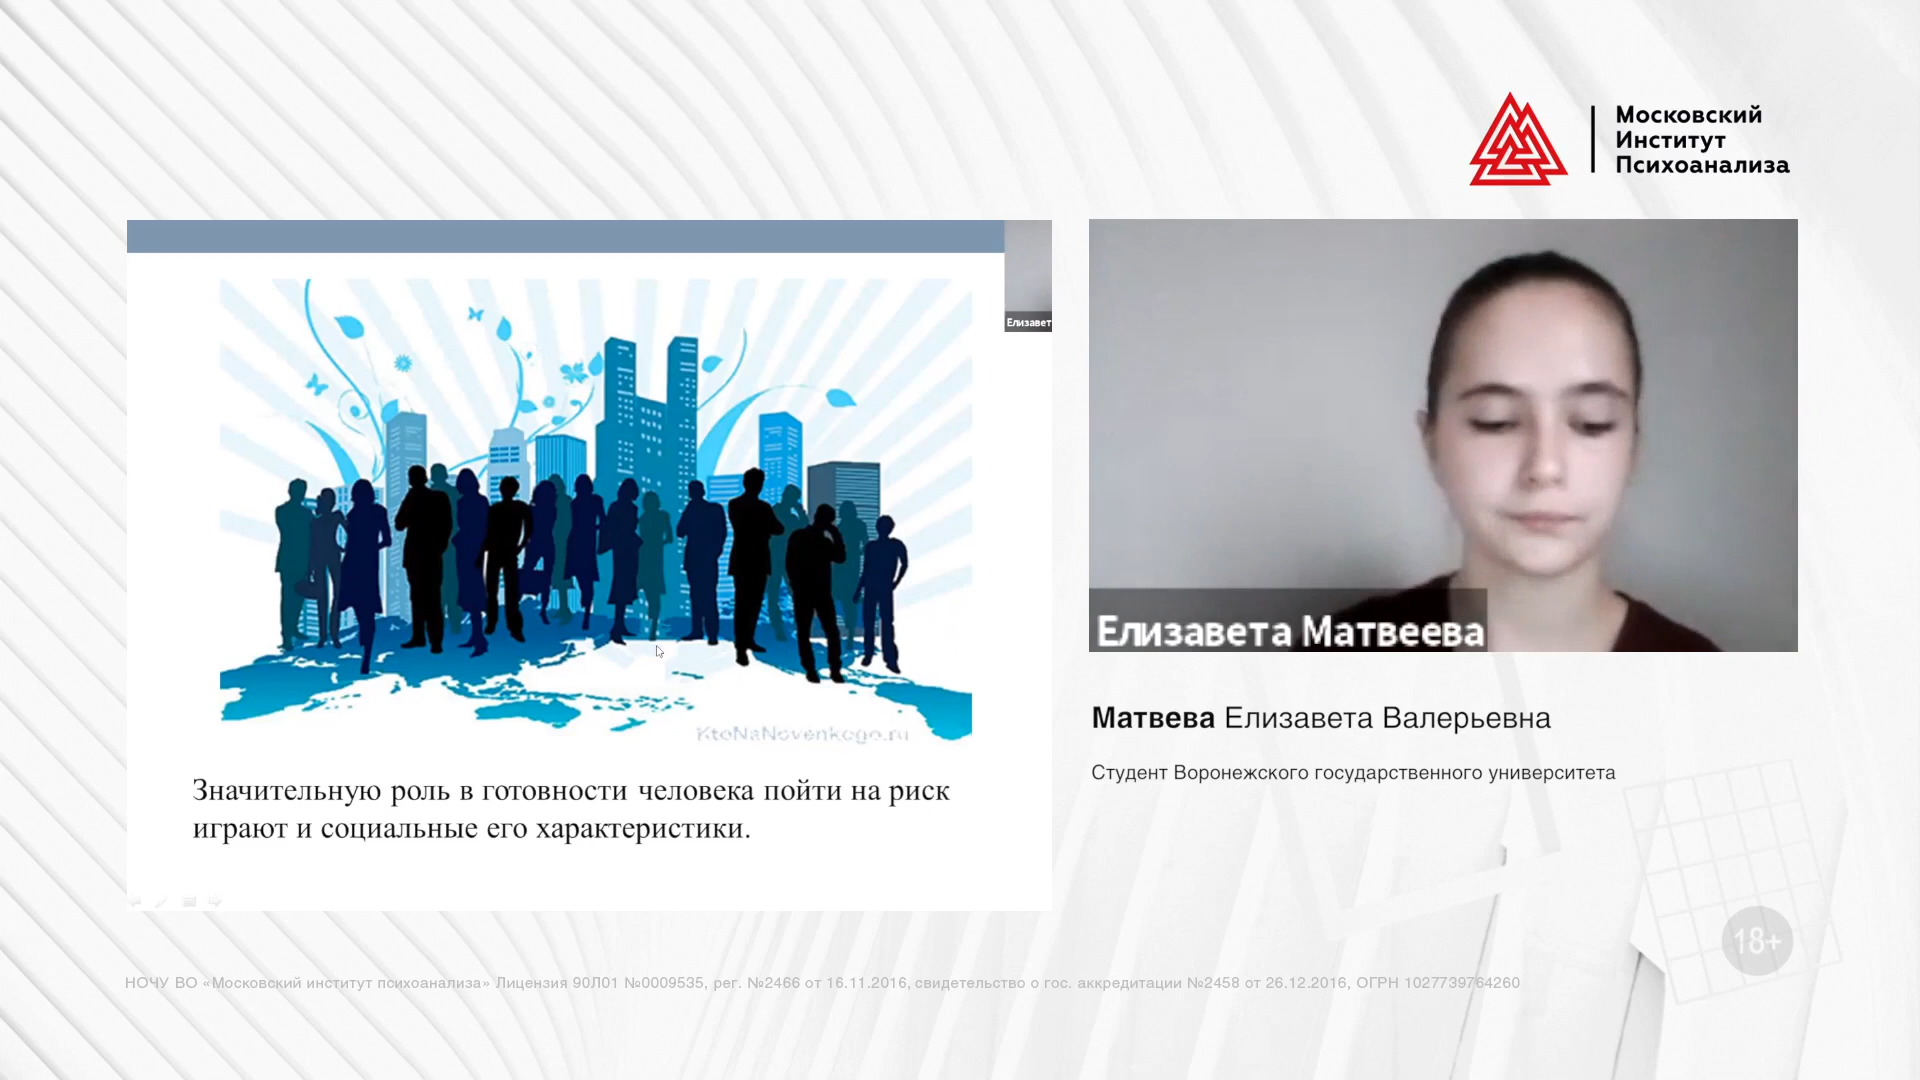 Московский
Институт
Психоанализа
Елизавет
KtoNaNovenkogo.ru
Значительную роль в готовности человека пойти на риск
играют и социальные его характеристики.
Елизавета Матвеева
Матвева Елизавета Валерьевна
Студент Воронежского государственного университета
18+
НОЧУ ВО «Московский институт психоанализа» Лицензия 90Л01 №0009535, рег. №2466 от 16.11.2016, свидетельство о гос. аккредитации №2458 от 26.12.2016, ОГРН 1027739764260